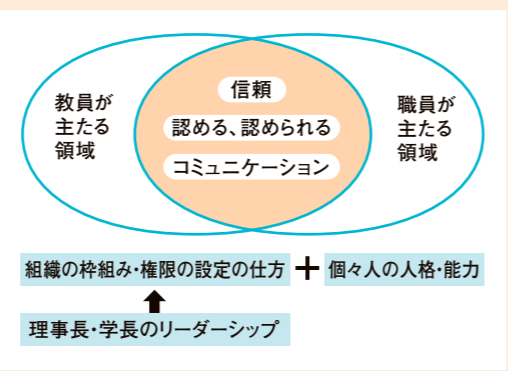 教員が
主たる
領域
信頼
認める、認められる
コミュニケーション
職員が
主たる
領域
組織の枠組み・権限の設定の仕方 + 個々人の人格・能力
理事長・学長のリーダーシップ